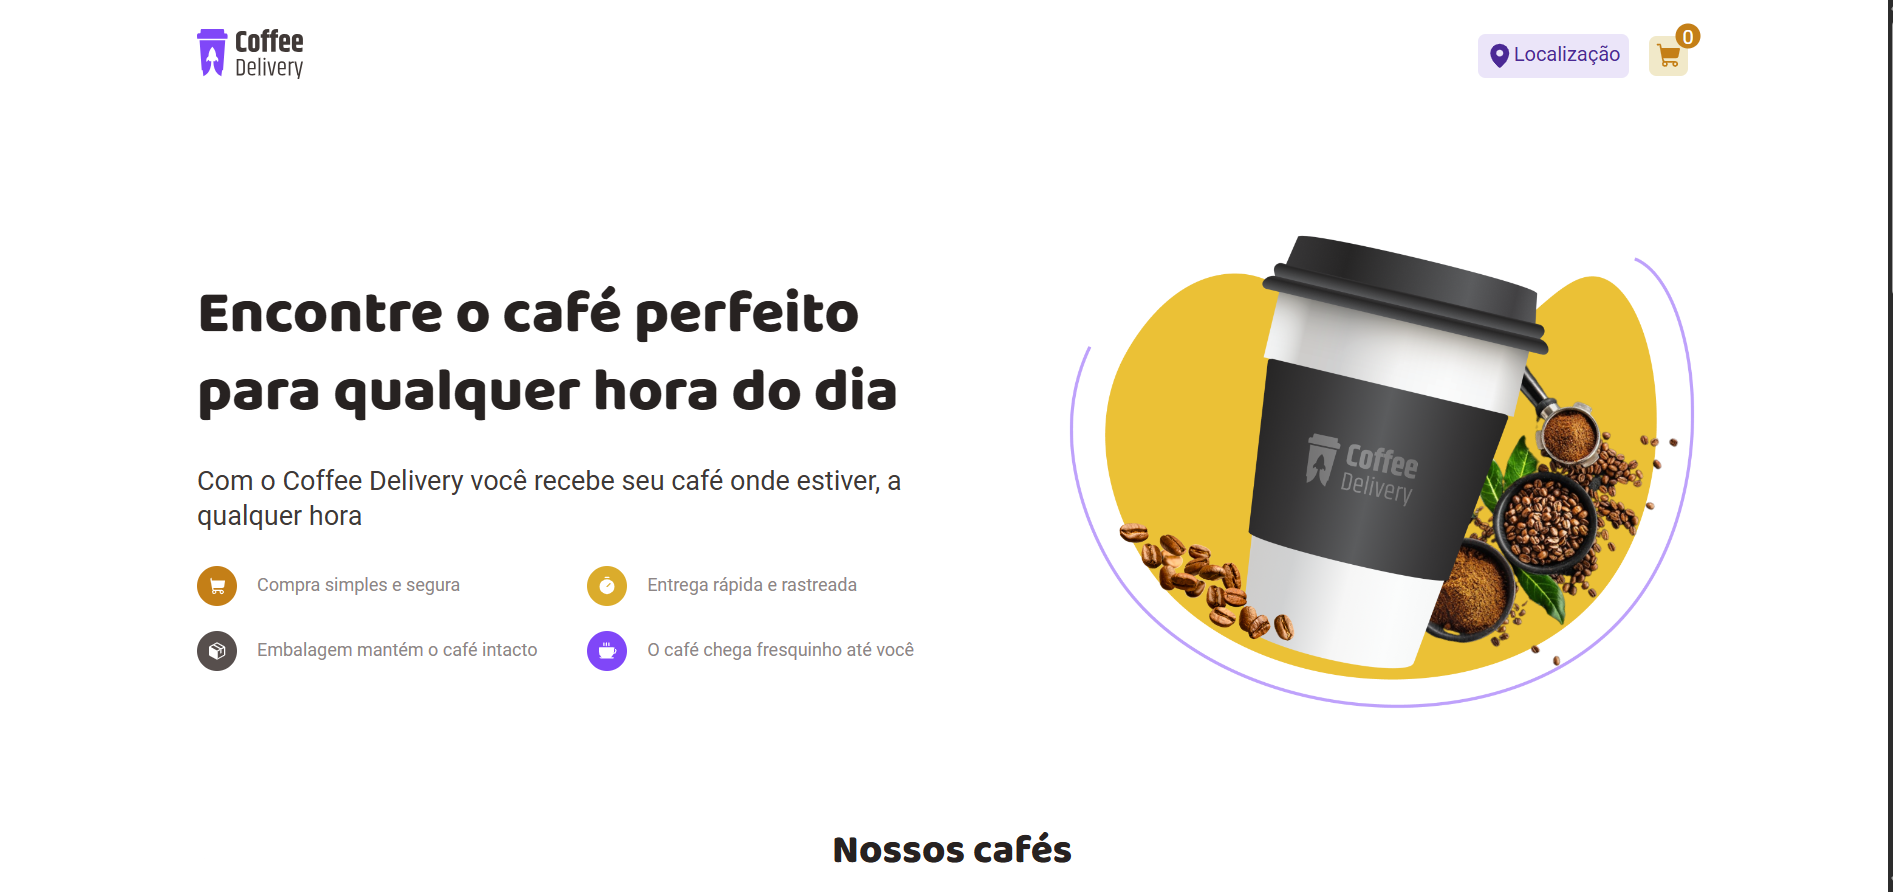 Coffee
Delivery
Localização
0
Encontre o café perfeito
para qualquer hora do dia
Com o Coffee Delivery você recebe seu café onde estiver, a
qualquer hora
Compra simples e segura
Entrega rápida e rastreada
Embalagem mantém o café intacto
O café chega fresquinho até você
Coffee
Delivery
Nossos cafés